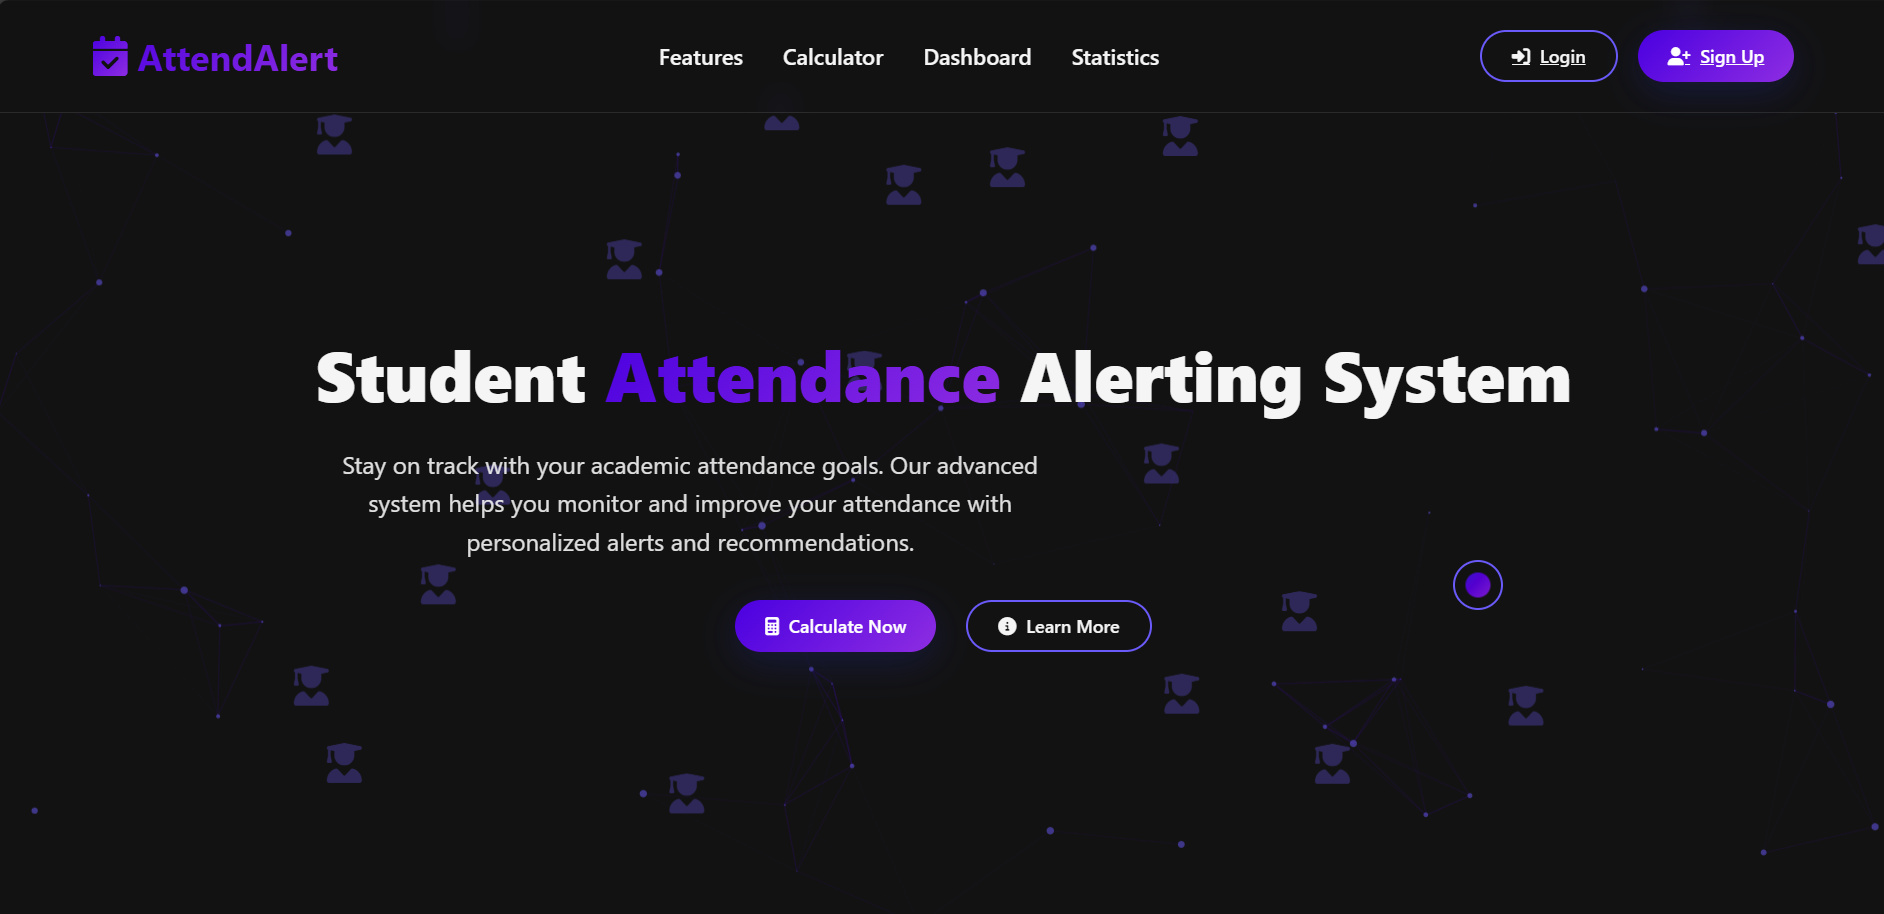 AttendAlert
Features Calculator Dashboard Statistics
Login
Sign Up
Student Attendance Alerting System
Stay on track with your academic attendance goals. Our advanced
system helps you monitor and improve your attendance with
personalized alerts and recommendations.
Calculate Now
Learn More